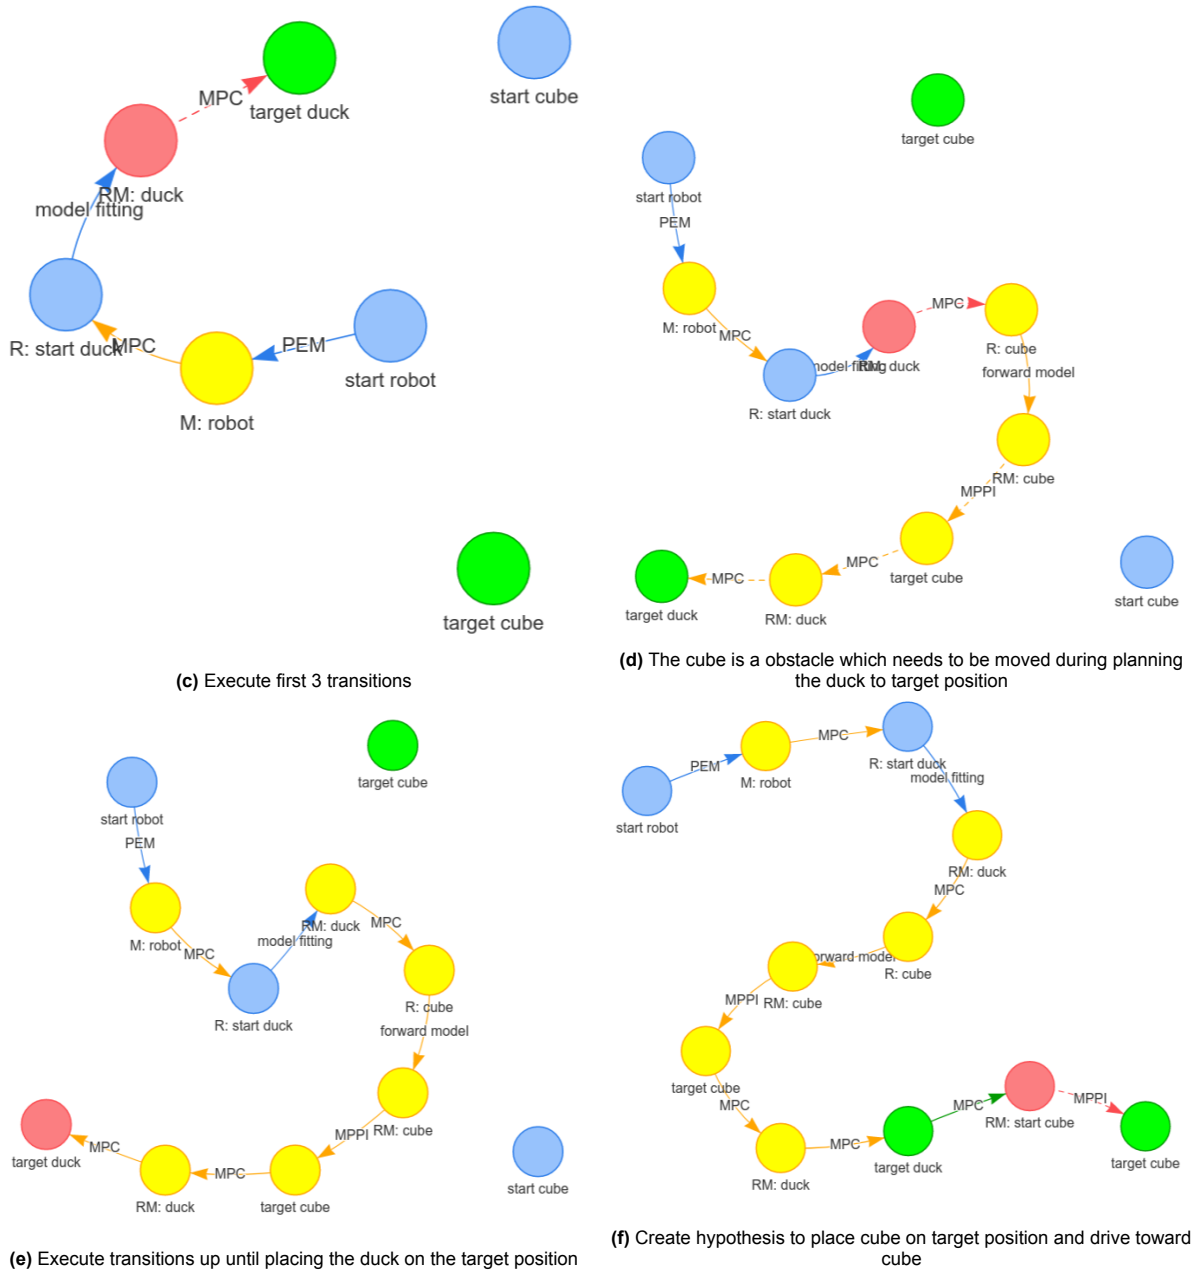 MPC
target duck
start cube
RM: duck
model fitting
R: start duck
MPC
PEM
start robot
M: robot
target cube
(c) Execute first 3 transitions
target cube
start robot
PEM
M: robot
MPC
model fitting
RM: duck
R: start duck
MPC
R: cube
forward model
RM: cube
MPPI
target cube
MPC
RM: duck
MPC
target duck
start cube
(d) The cube is a obstacle which needs to be moved during planning
the duck to target position
target cube
start robot
PEM
M: robot
MPC
R: start duck
model fitting
RM: duck
MPC
R: cube
forward model
RM: cube
MPPI
target cube
MPC
RM: duck
MPC
target duck
start cube
(e) Execute transitions up until placing the duck on the target position
start robot
PEM
M: robot
MPC
R: start duck
model fitting
RM: duck
MPC
R: cube
forward model
RM: cube
MPPI
target cube
MPC
RM: duck
MPC
target duck
MPC
RM: start cube
MPPI
target cube
(f) Create hypothesis to place cube on target position and drive toward
cube